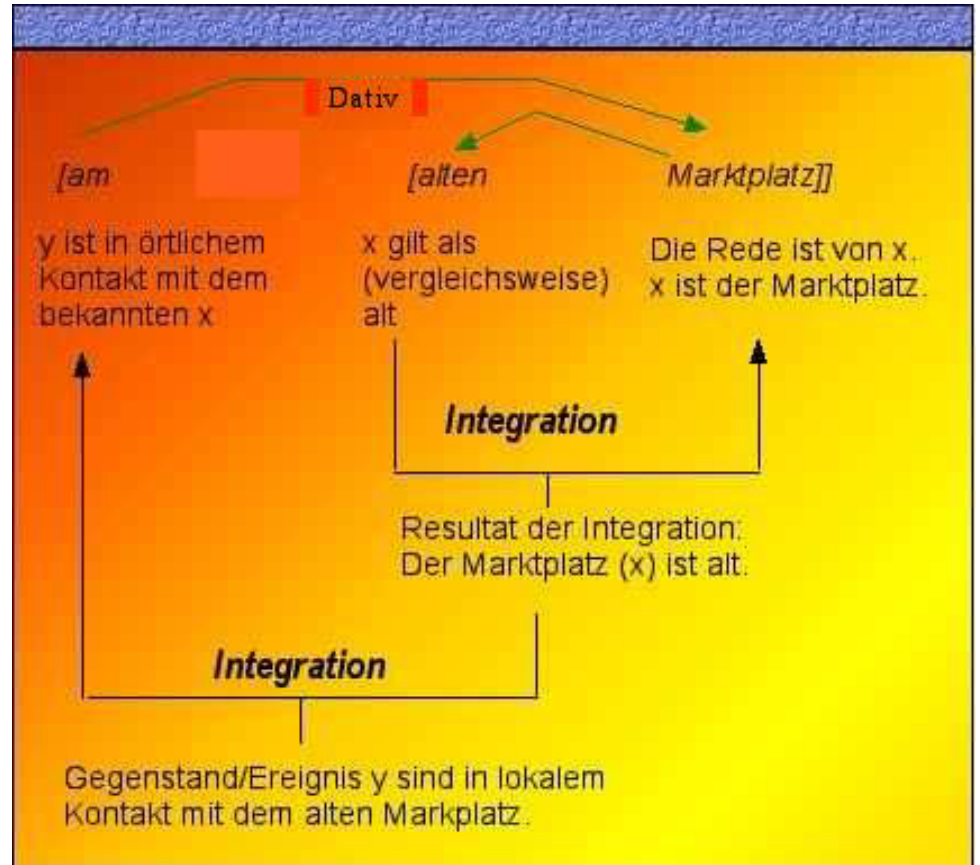 Dativ
[am [alten Marktplatz]]
y ist in örtlichem
Kontakt mit dem
bekannten x
x gilt als
(vergleichsweise)
alt
Die Rede ist von x.
x ist der Marktplatz.
Integration
Resultat der Integration:
Der Marktplatz (x) ist alt.
Integration
Gegenstand/Ereignis y sind in lokalem
Kontakt mit dem alten Markplatz.